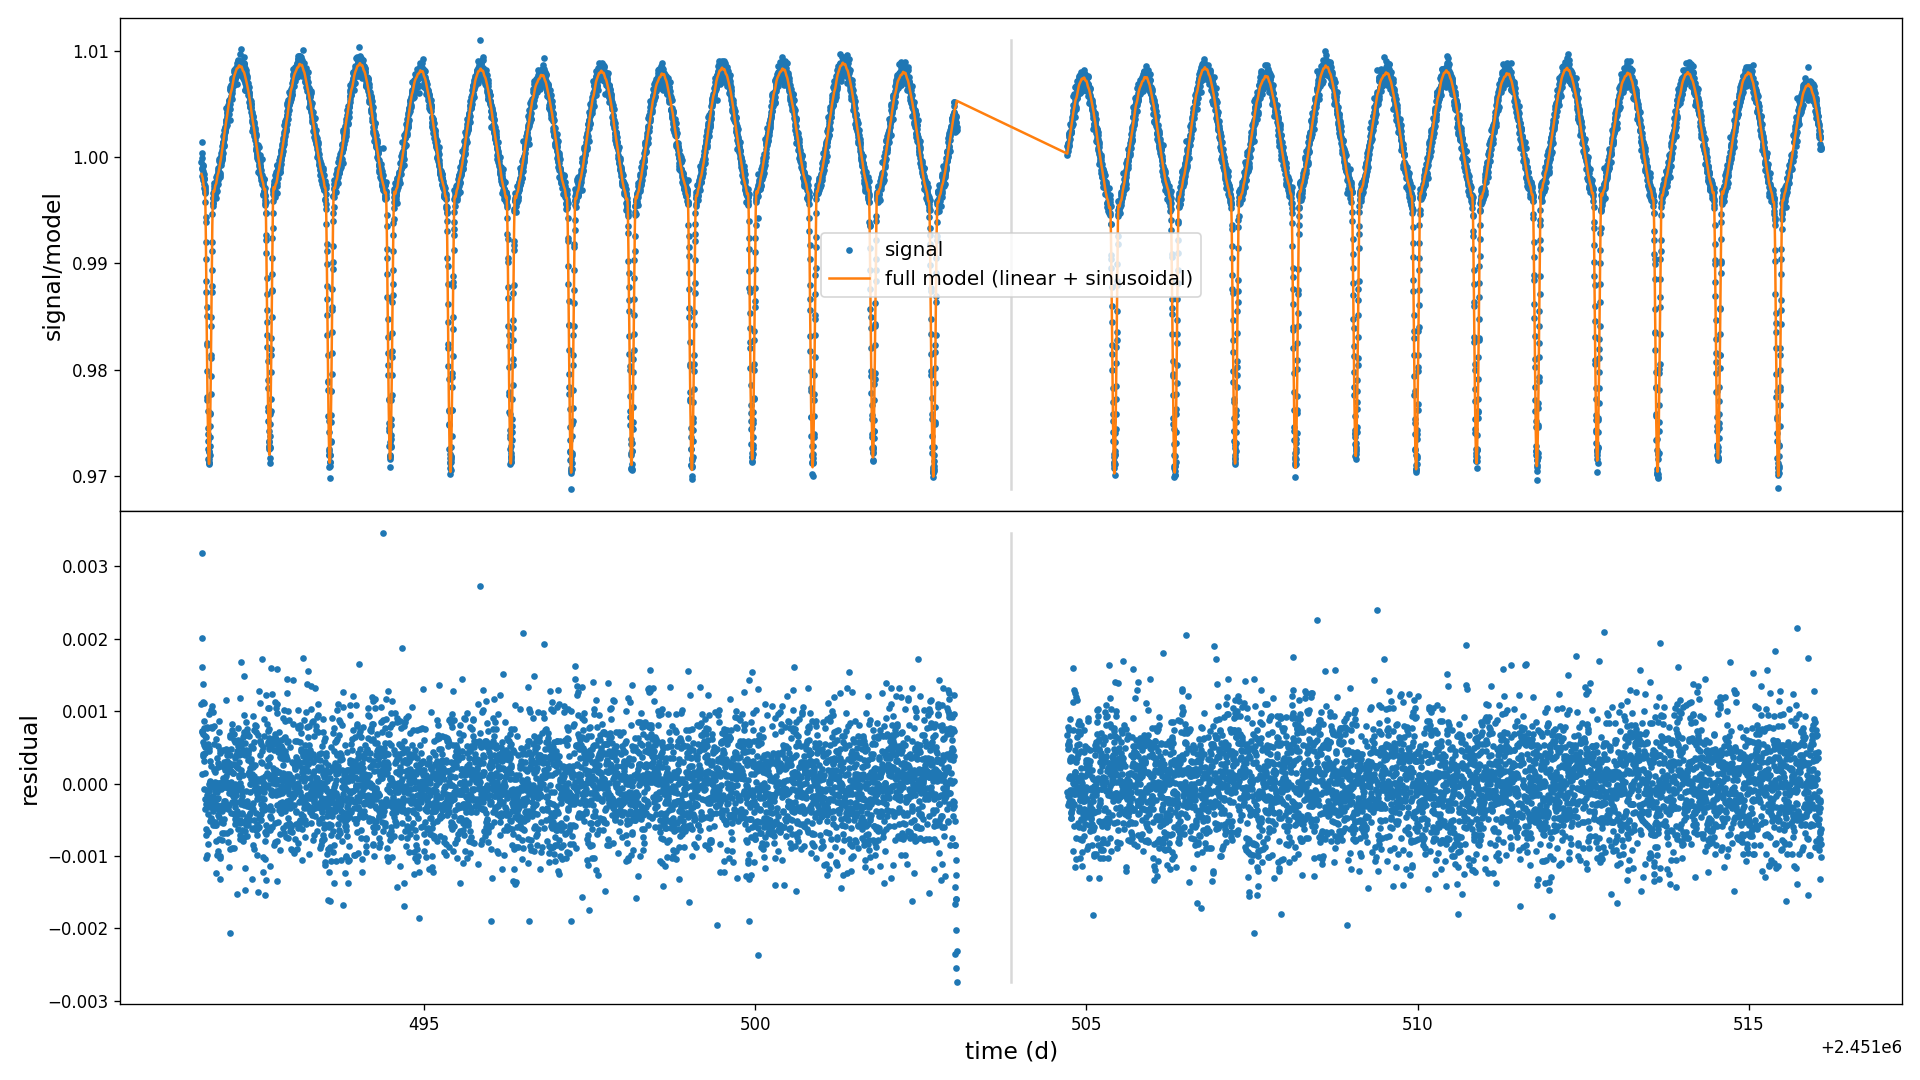 signal/model
1.01
1.00
0.99
0.98
0.97
signal
full model (linear + sinusoidal)
residual
0.003
0.002
0.001
0.000
−0.001
−0.002
−0.003
495
500
505
510
515
time (d)
+2.451e6